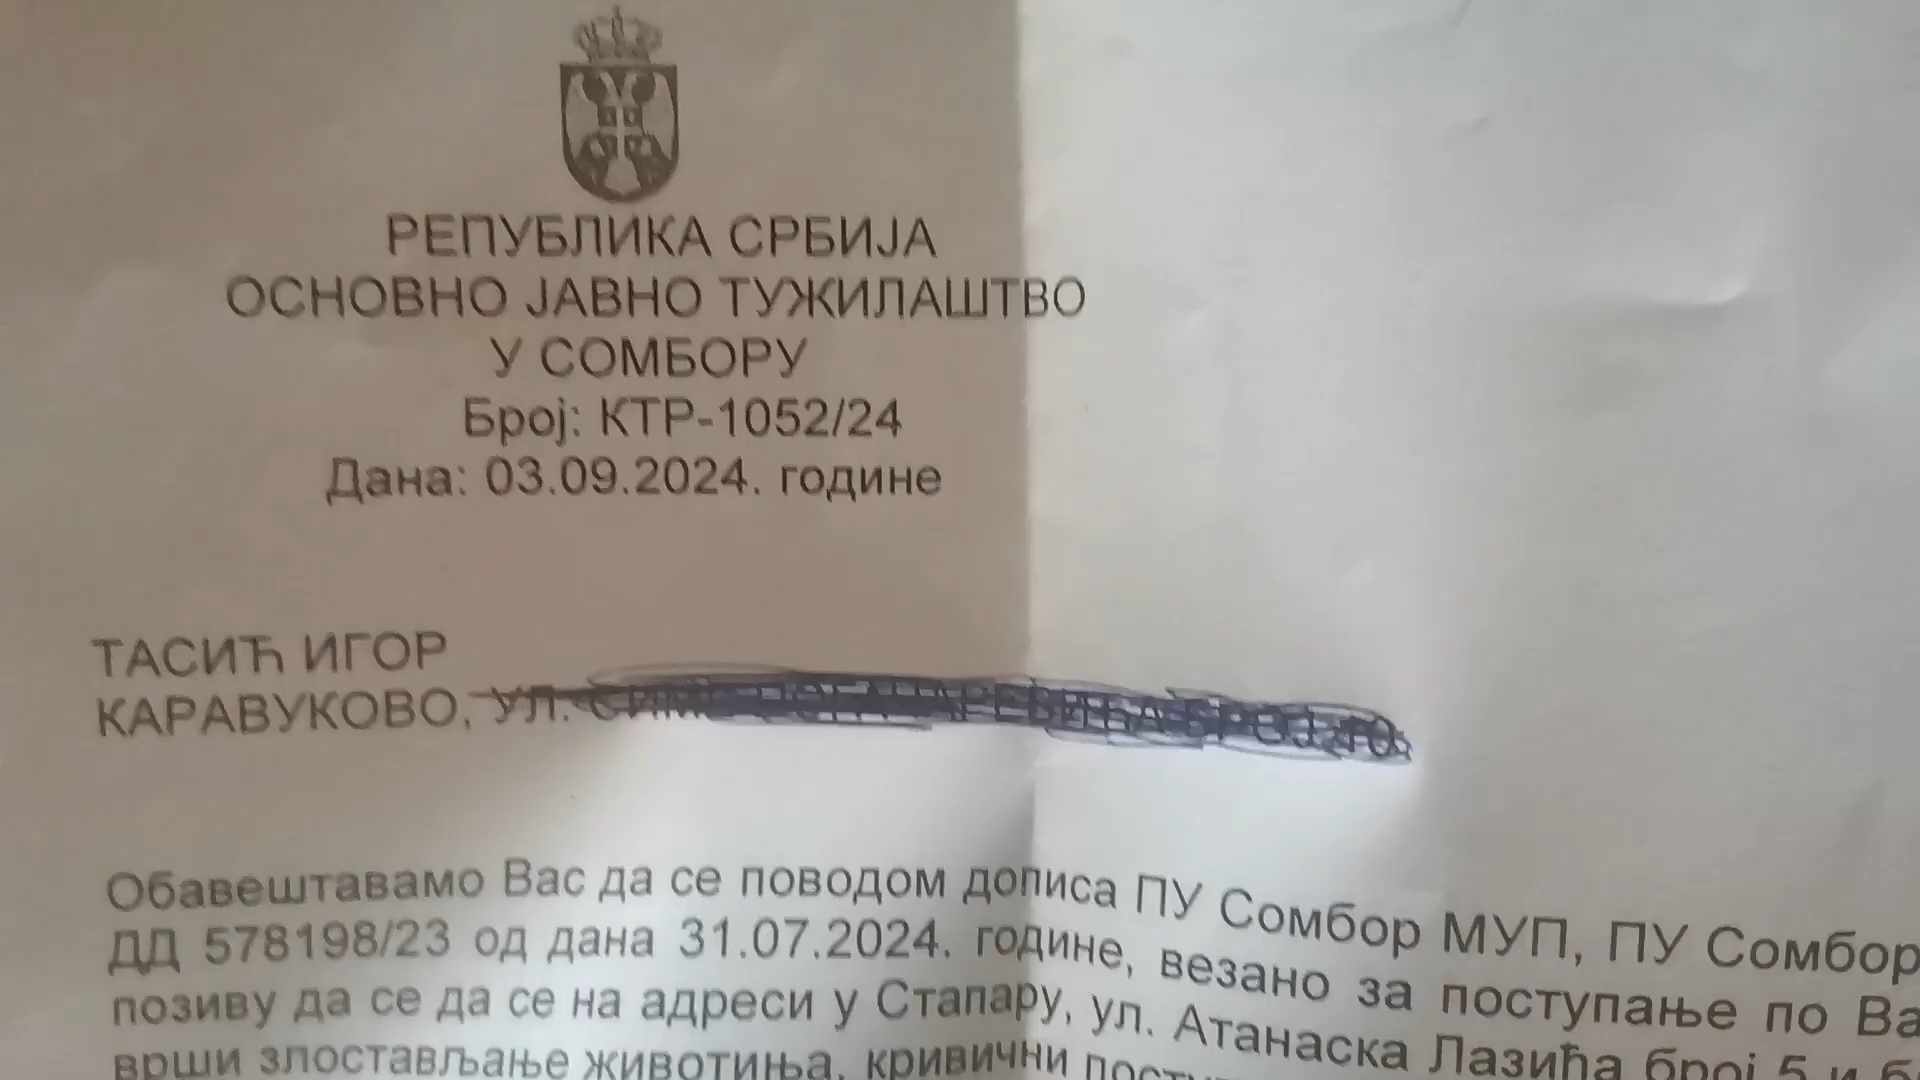 РЕПУБЛИКА СРБИЈА
ОСНОВНО ЈАВНО ТУЖИЛАШТВО
У СОМБОРУ
Број: КТР-1052/24
Дана: 03.09.2024. године
ТАСИЋ ИГОР
КАРАВУКОВО, УЛ.
Обавештавамо Вас да се поводом дописа ПУ Сомбор МУП, ПУ Сомбор
ДД 578198/23 од дана 31.07.2024. године, везано за поступање по Ва
позиву да се да се на адреси у Стапару, ул. Атанаска Лазића број 5 и
врши злостављање животиња, кривични